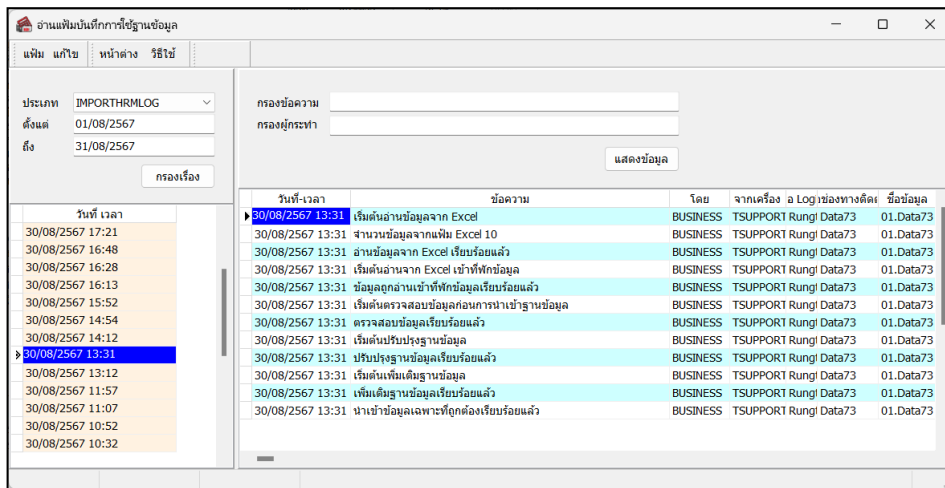 อ่านแฟ้มบันทึกการใช้ฐานข้อมูล
แฟ้ม แก้ไข หน้าต่าง วิธีใช้
ประเภท IMPORTHRMLOG
ตั้งแต่ 01/08/2567
ถึง 31/08/2567
กรองเรื่อง
กรองข้อความ
กรองผู้กระทำ
แสดงข้อมูล
วันที่ เวลา
30/08/2567 17:21
30/08/2567 16:48
30/08/2567 16:28
30/08/2567 16:13
30/08/2567 15:52
30/08/2567 14:54
30/08/2567 14:12
30/08/2567 13:31
30/08/2567 13:12
30/08/2567 11:57
30/08/2567 11:07
30/08/2567 10:52
30/08/2567 10:32
วันที่-เวลา ข้อความ โดย จากเครื่อง อ Log ช่องทางติดต ชื่อข้อมูล
30/08/2567 13:31 เริ่มต้นอ่านข้อมูลจาก Excel BUSINESS TSUPPORT Rung Data73 01.Data73
30/08/2567 13:31 จำนวนข้อมูลจากแฟ้ม Excel 10 BUSINESS TSUPPORT Rung Data73 01.Data73
30/08/2567 13:31 อ่านข้อมูลจาก Excel เรียบร้อยแล้ว BUSINESS TSUPPORT Rung Data73 01.Data73
30/08/2567 13:31 เริ่มต้นอ่านจาก Excel เข้าที่พักข้อมูล BUSINESS TSUPPORT Rung Data73 01.Data73
30/08/2567 13:31 ข้อมูลถูกอ่านเข้าที่พักข้อมูลเรียบร้อยแล้ว BUSINESS TSUPPORT Rung Data73 01.Data73
30/08/2567 13:31 เริ่มต้นตรวจสอบข้อมูลก่อนการนำเข้าฐานข้อมูล BUSINESS TSUPPORT Rung Data73 01.Data73
30/08/2567 13:31 ตรวจสอบข้อมูลเรียบร้อยแล้ว BUSINESS TSUPPORT Rung Data73 01.Data73
30/08/2567 13:31 เริ่มต้นปรับปรุงฐานข้อมูล BUSINESS TSUPPORT Rung Data73 01.Data73
30/08/2567 13:31 ปรับปรุงฐานข้อมูลเรียบร้อยแล้ว BUSINESS TSUPPORT Rung Data73 01.Data73
30/08/2567 13:31 เริ่มต้นเพิ่มเติมฐานข้อมูล BUSINESS TSUPPORT Rung Data73 01.Data73
30/08/2567 13:31 เพิ่มเติมฐานข้อมูลเรียบร้อยแล้ว BUSINESS TSUPPORT Rung Data73 01.Data73
30/08/2567 13:31 นำเข้าข้อมูลเฉพาะที่ถูกต้องเรียบร้อยแล้ว BUSINESS TSUPPORT Rung Data73 01.Data73